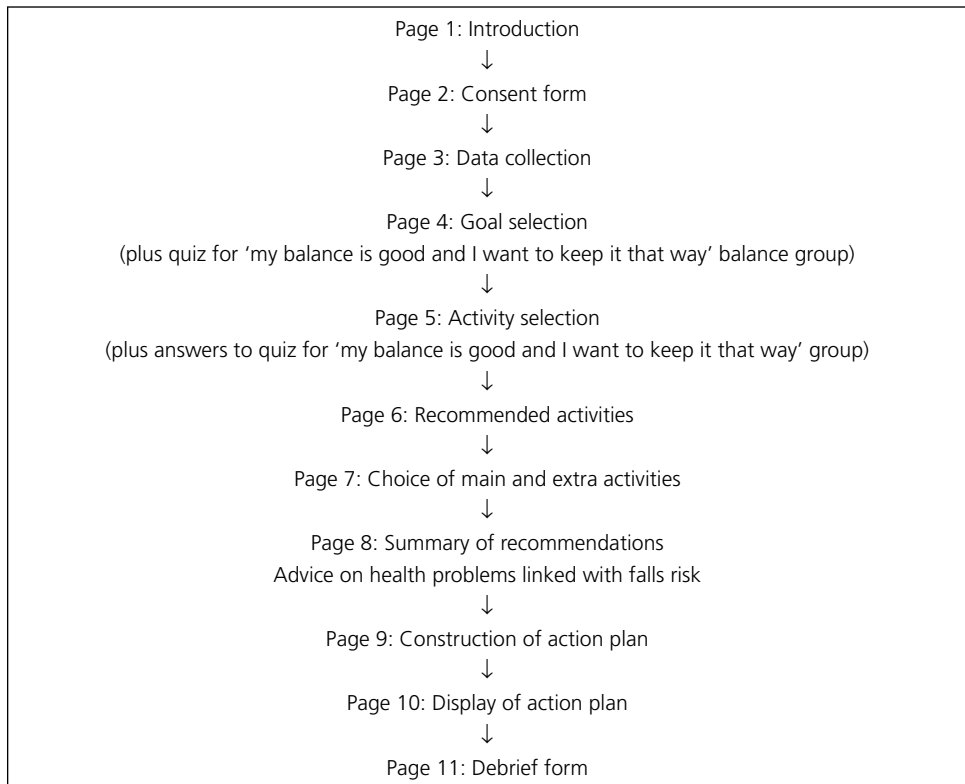 Page 1: Introduction
↓
Page 2: Consent form
↓
Page 3: Data collection
↓
Page 4: Goal selection
(plus quiz for ‘my balance is good and I want to keep it that way’ balance group)
↓
Page 5: Activity selection
(plus answers to quiz for ‘my balance is good and I want to keep it that way’ group)
↓
Page 6: Recommended activities
↓
Page 7: Choice of main and extra activities
↓
Page 8: Summary of recommendations
Advice on health problems linked with falls risk
↓
Page 9: Construction of action plan
↓
Page 10: Display of action plan
↓
Page 11: Debrief form